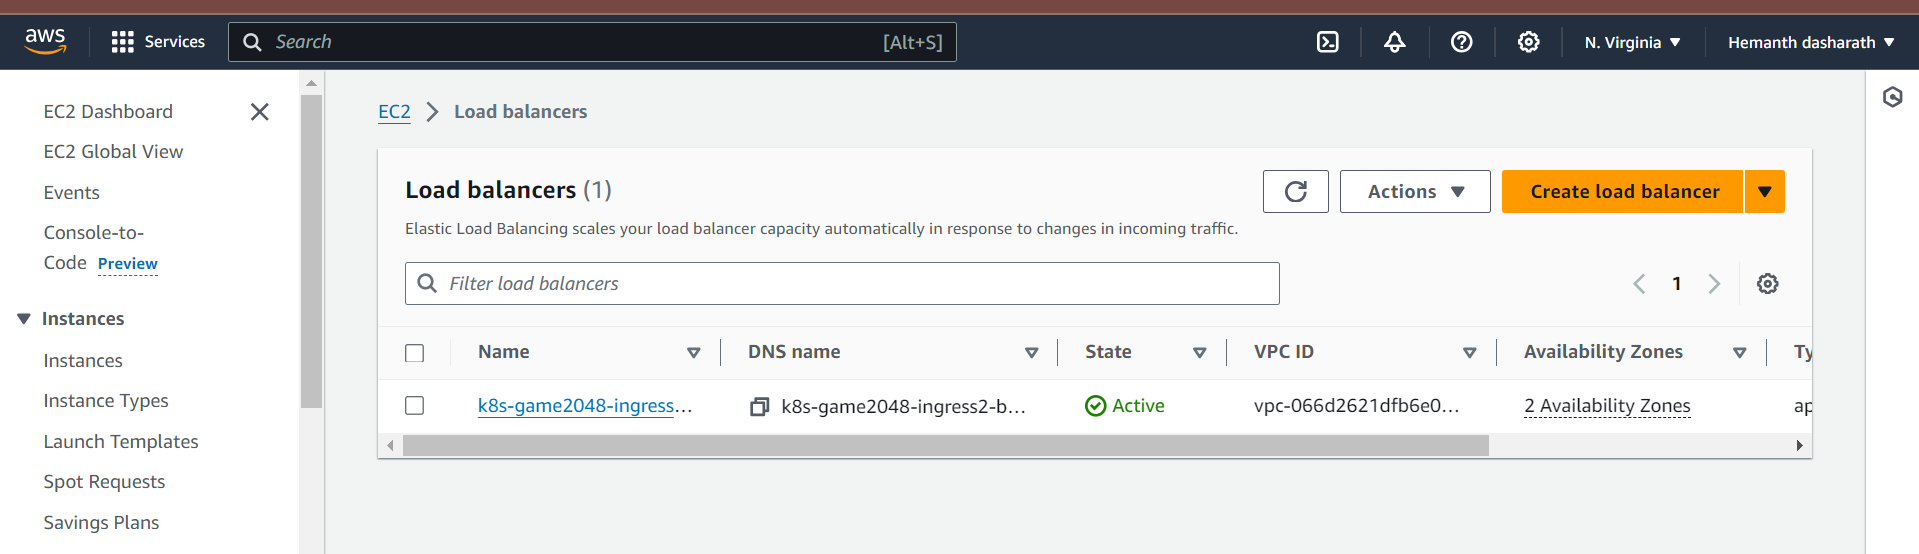 aws Services Search [Alt+S] N. Virginia Hemanth dasharath
EC2 Dashboard
EC2 Global View
Events
Console-to-
Code Preview
Instances
Instances
Instance Types
Launch Templates
Spot Requests
Savings Plans
EC2 Load balancers
Load balancers (1)
Actions
Create load balancer
Elastic Load Balancing scales your load balancer capacity automatically in response to changes in incoming traffic.
Filter load balancers
1
Name DNS name State VPC ID Availability Zones Ty
k8s-game2048-ingress… k8s-game2048-ingress2-b… Active vpc-066d2621dfb6e0… 2 Availability Zones ap